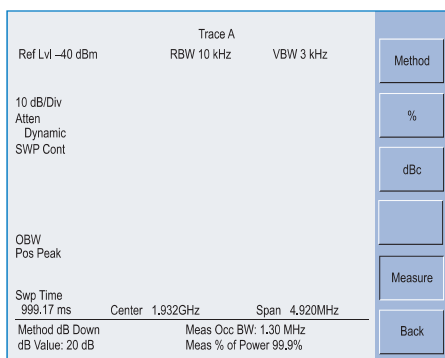 Trace A
Ref Lvl –40 dBm RBW 10 kHz VBW 3 kHz
10 dB/Div
Atten
Dynamic
SWP Cont
OBW
Pos Peak
Swp Time
999.17 ms Center 1.932GHz Span 4.920MHz
Method dB Down Meas Occ BW: 1.30 MHz
dB Value: 20 dB Meas % of Power 99.9%
Method
%
dBc
Measure
Back